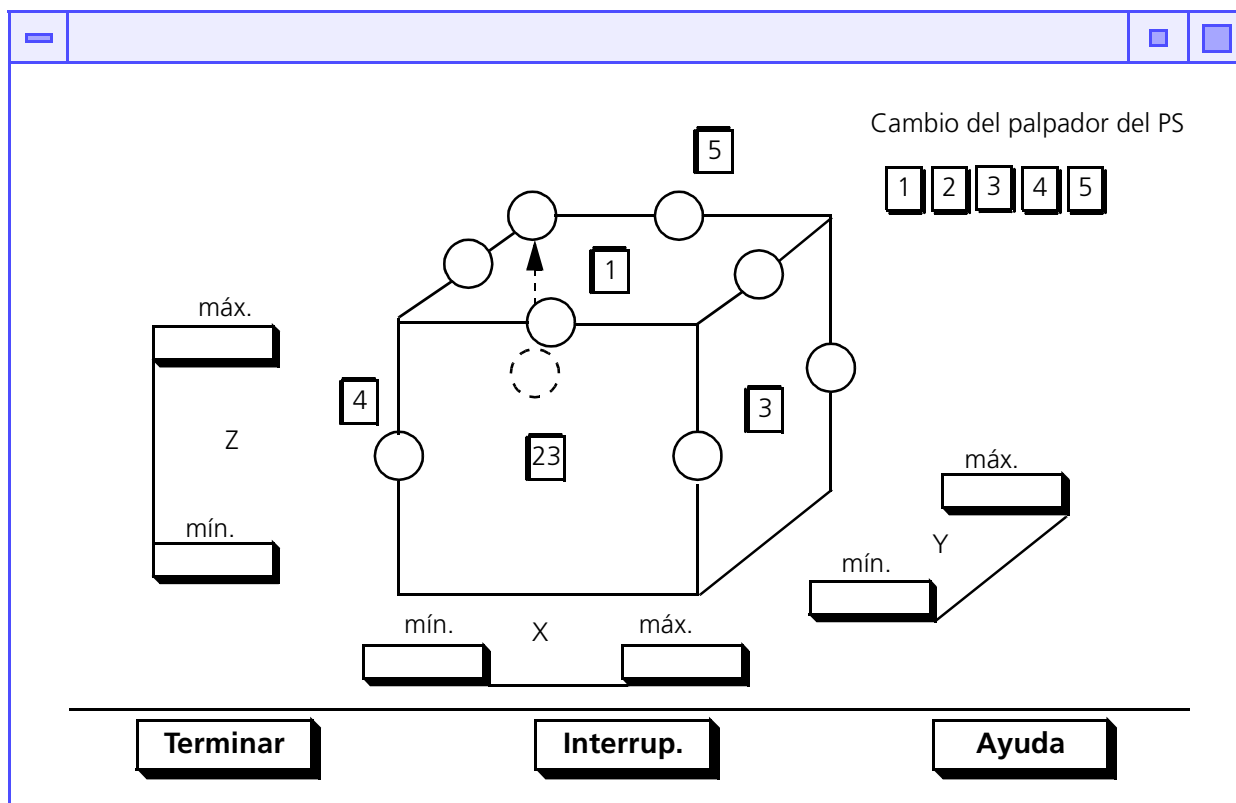 Cambio del palpador del PS
5
1 2 3 4 5
1
máx.
4
3
Z
23
máx.
mín.
Y
mín.
mín.
X
máx.
Terminar
Interrup.
Ayuda